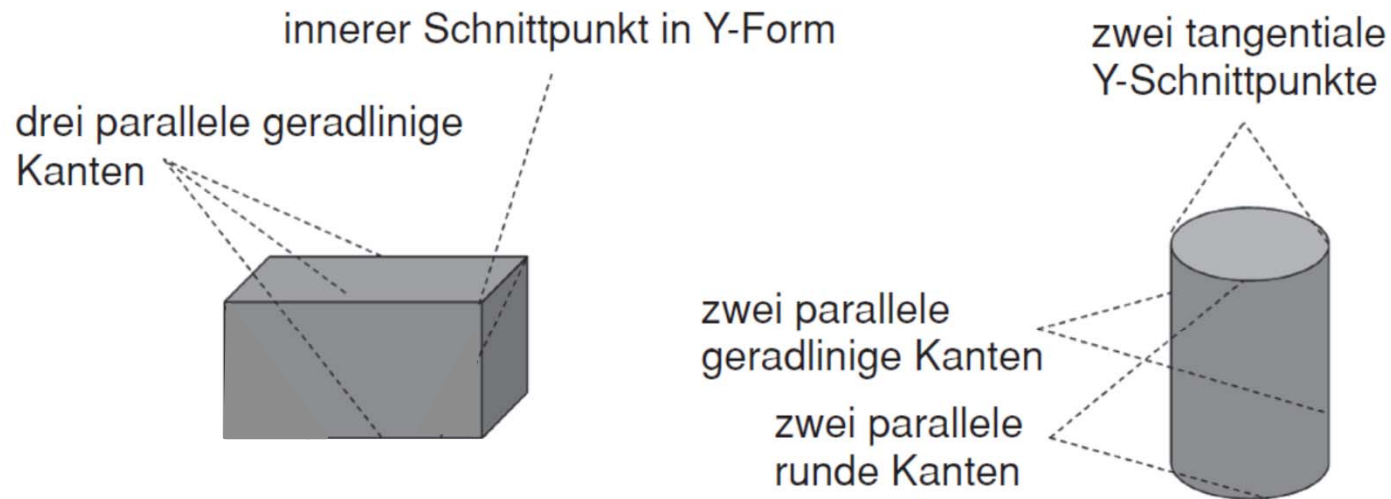 innerer Schnittpunkt in Y-Form
drei parallele geradlinige
Kanten
zwei tangentiale
Y-Schnittpunkte
zwei parallele
geradlinige Kanten
zwei parallele
runde Kanten